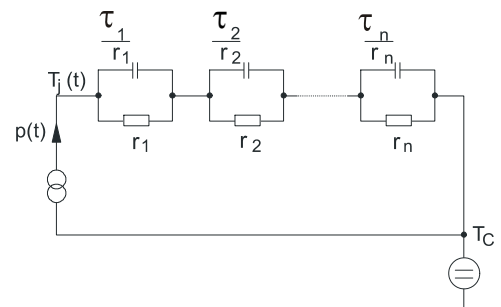 τ1 τ2 τn
r1 r2 rn
Tj (t)
p(t)
r1 r2 rn
TC